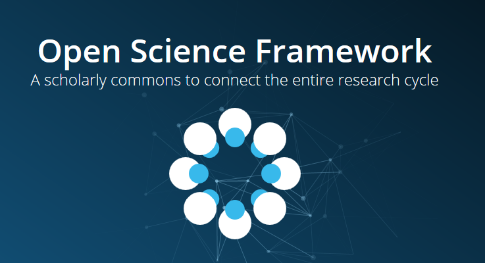 Open Science Framework
A scholarly commons to connect the entire research cycle